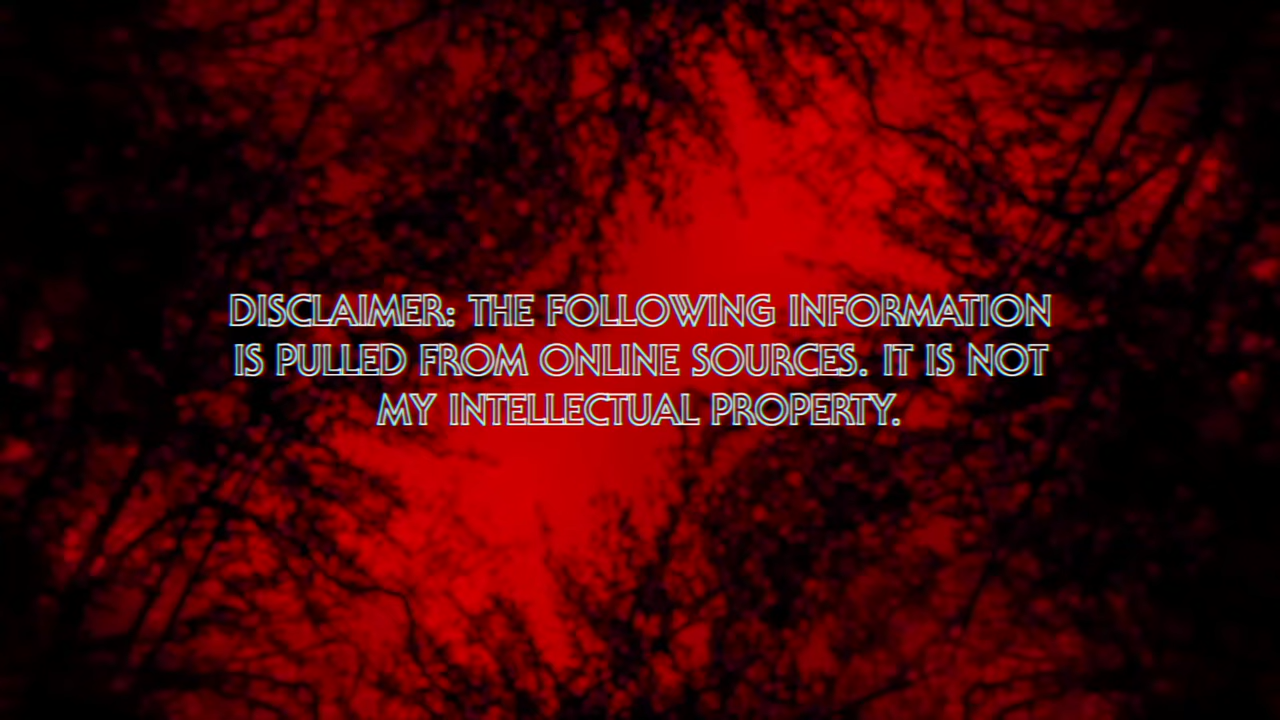 DISCLAIMER: THE FOLLOWING INFORMATION
IS PULLED FROM ONLINE SOURCES. IT IS NOT
MY INTELLECTUAL PROPERTY.